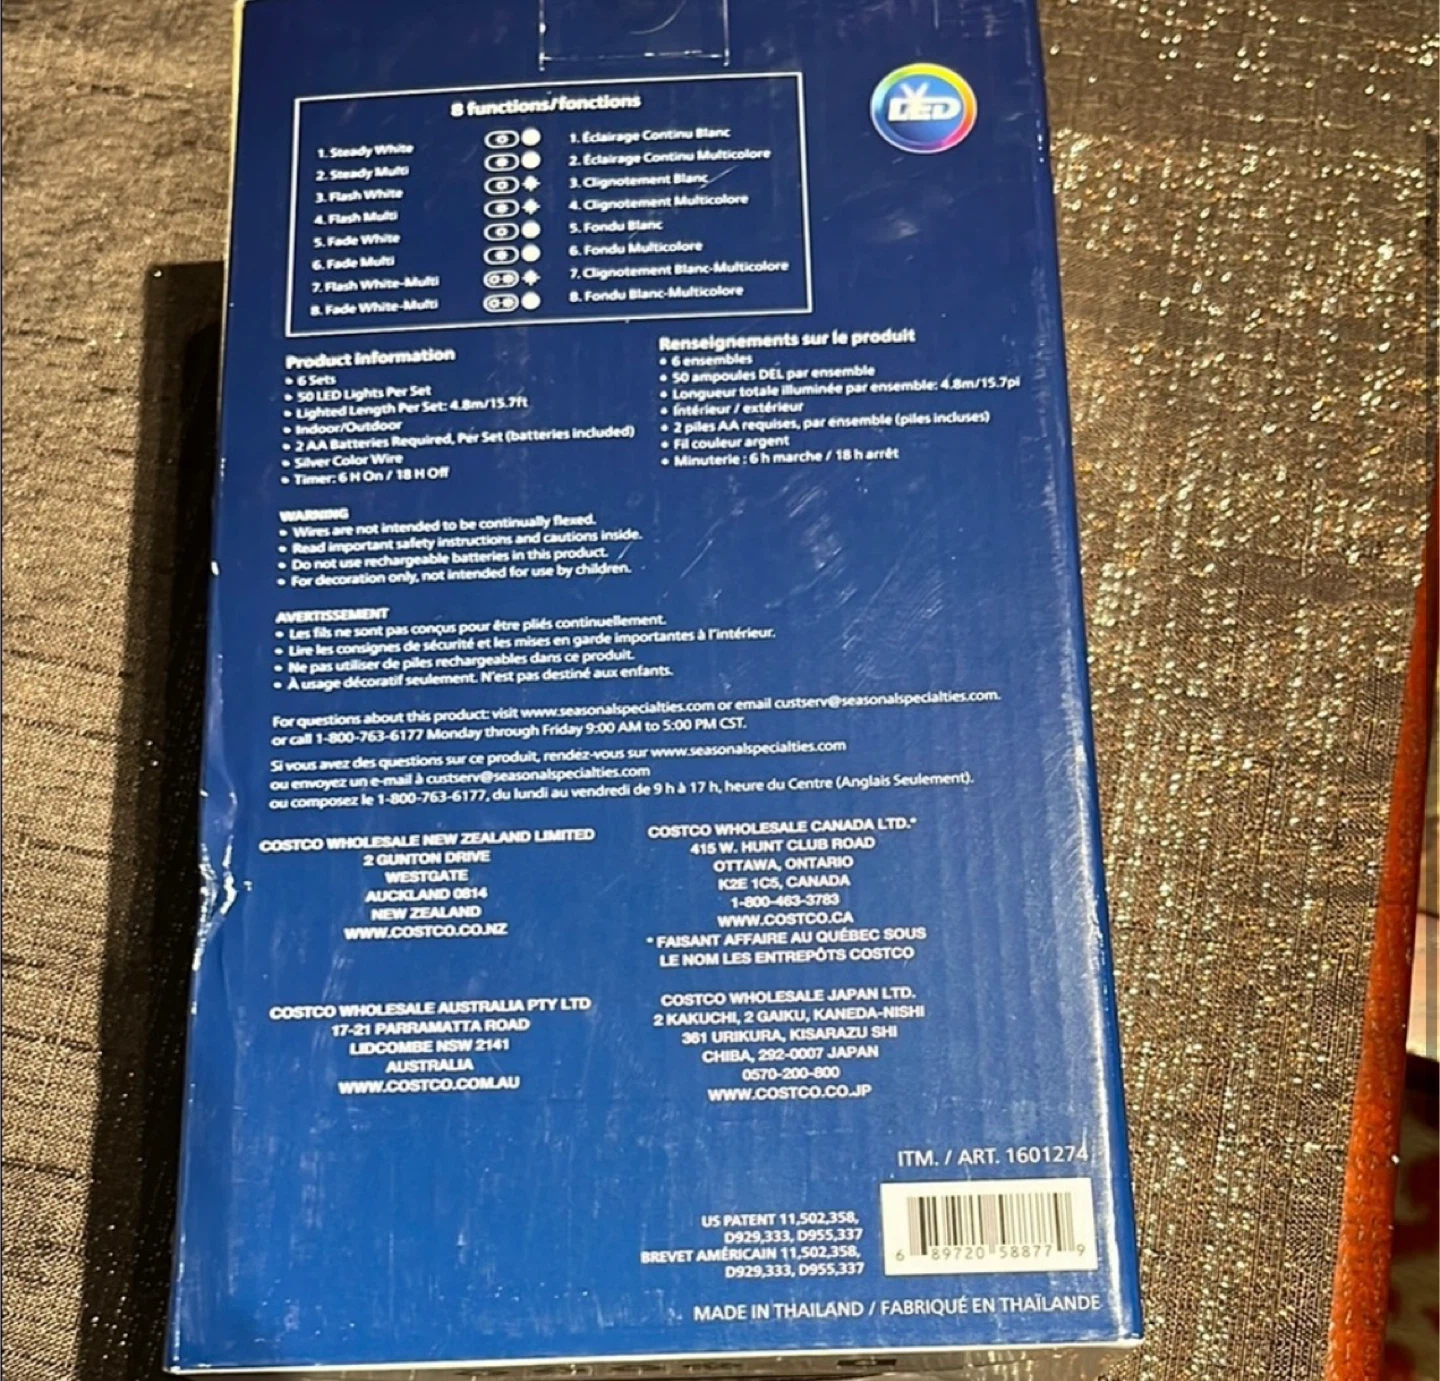 8 functions/fonctions
1. Steady White
2. Steady Multi
3. Flash White
4. Flash Multi
5. Fade White
6. Fade Multi
7. Flash White-Multi
8. Fade White-Multi
1. Éclairage Continu Blanc
2. Éclairage Continu Multicolore
3. Clignotement Blanc
4. Clignotement Multicolore
5. Fondu Blanc
6. Fondu Multicolore
7. Clignotement Blanc-Multicolore
8. Fondu Blanc-Multicolore
LED
Product Information
• 6 Sets
• 50 LED Lights Per Set
• Lighted Length Per Set: 4.8m/15.7ft
• Indoor/Outdoor
• 2 AA Batteries Required, Per Set (batteries included)
• Silver Color Wire
• Timer: 6 H On / 18 H Off
Renseignements sur le produit
• 6 ensembles
• 50 ampoules DEL par ensemble
• Longueur totale illuminée par ensemble: 4.8m/15.7pi
• Intérieur / extérieur
• 2 piles AA requises, par ensemble (piles incluses)
• Fil couleur argent
• Minuterie : 6 h marche / 18 h arrêt
WARNING
• Wires are not intended to be continually flexed.
• Read important safety instructions and cautions inside.
• Do not use rechargeable batteries in this product.
• For decoration only, not intended for use by children.
AVERTISSEMENT
• Les fils ne sont pas conçus pour être pliés continuellement.
• Lire les consignes de sécurité et les mises en garde importantes à l'intérieur.
• Ne pas utiliser de piles rechargeables dans ce produit.
• À usage décoratif seulement. N'est pas destiné aux enfants.
For questions about this product: visit www.seasonalspecialties.com or email custserv@seasonalspecialties.com.
or call 1-800-763-6177 Monday through Friday 9:00 AM to 5:00 PM CST.
Si vous avez des questions sur ce produit, rendez-vous sur www.seasonalspecialties.com
ou envoyez un e-mail à custserv@seasonalspecialties.com
ou composez le 1-800-763-6177, du lundi au vendredi de 9 h à 17 h, heure du Centre (Anglais Seulement).
COSTCO WHOLESALE NEW ZEALAND LIMITED
2 GUNTON DRIVE
WESTGATE
AUCKLAND 0814
NEW ZEALAND
WWW.COSTCO.CO.NZ
COSTCO WHOLESALE CANADA LTD.*
415 W. HUNT CLUB ROAD
OTTAWA, ONTARIO
K2E 1C5, CANADA
1-800-463-3783
WWW.COSTCO.CA
* FAISANT AFFAIRE AU QUÉBEC SOUS
LE NOM LES ENTREPÔTS COSTCO
COSTCO WHOLESALE AUSTRALIA PTY LTD
17-21 PARRAMATTA ROAD
LIDCOMBE NSW 2141
AUSTRALIA
WWW.COSTCO.COM.AU
COSTCO WHOLESALE JAPAN LTD.
2 KAKUCHI, 2 GAIKU, KANEDA-NISHI
361 URIKURA, KISARAZU SHI
CHIBA, 292-0007 JAPAN
0570-200-800
WWW.COSTCO.CO.JP
ITM. / ART. 1601274
US PATENT 11,502,358,
D929,333, D955,337
BREVET AMÉRICAIN 11,502,358,
D929,333, D955,337
6 89720 58877 9
MADE IN THAILAND / FABRIQUÉ EN THAÏLANDE